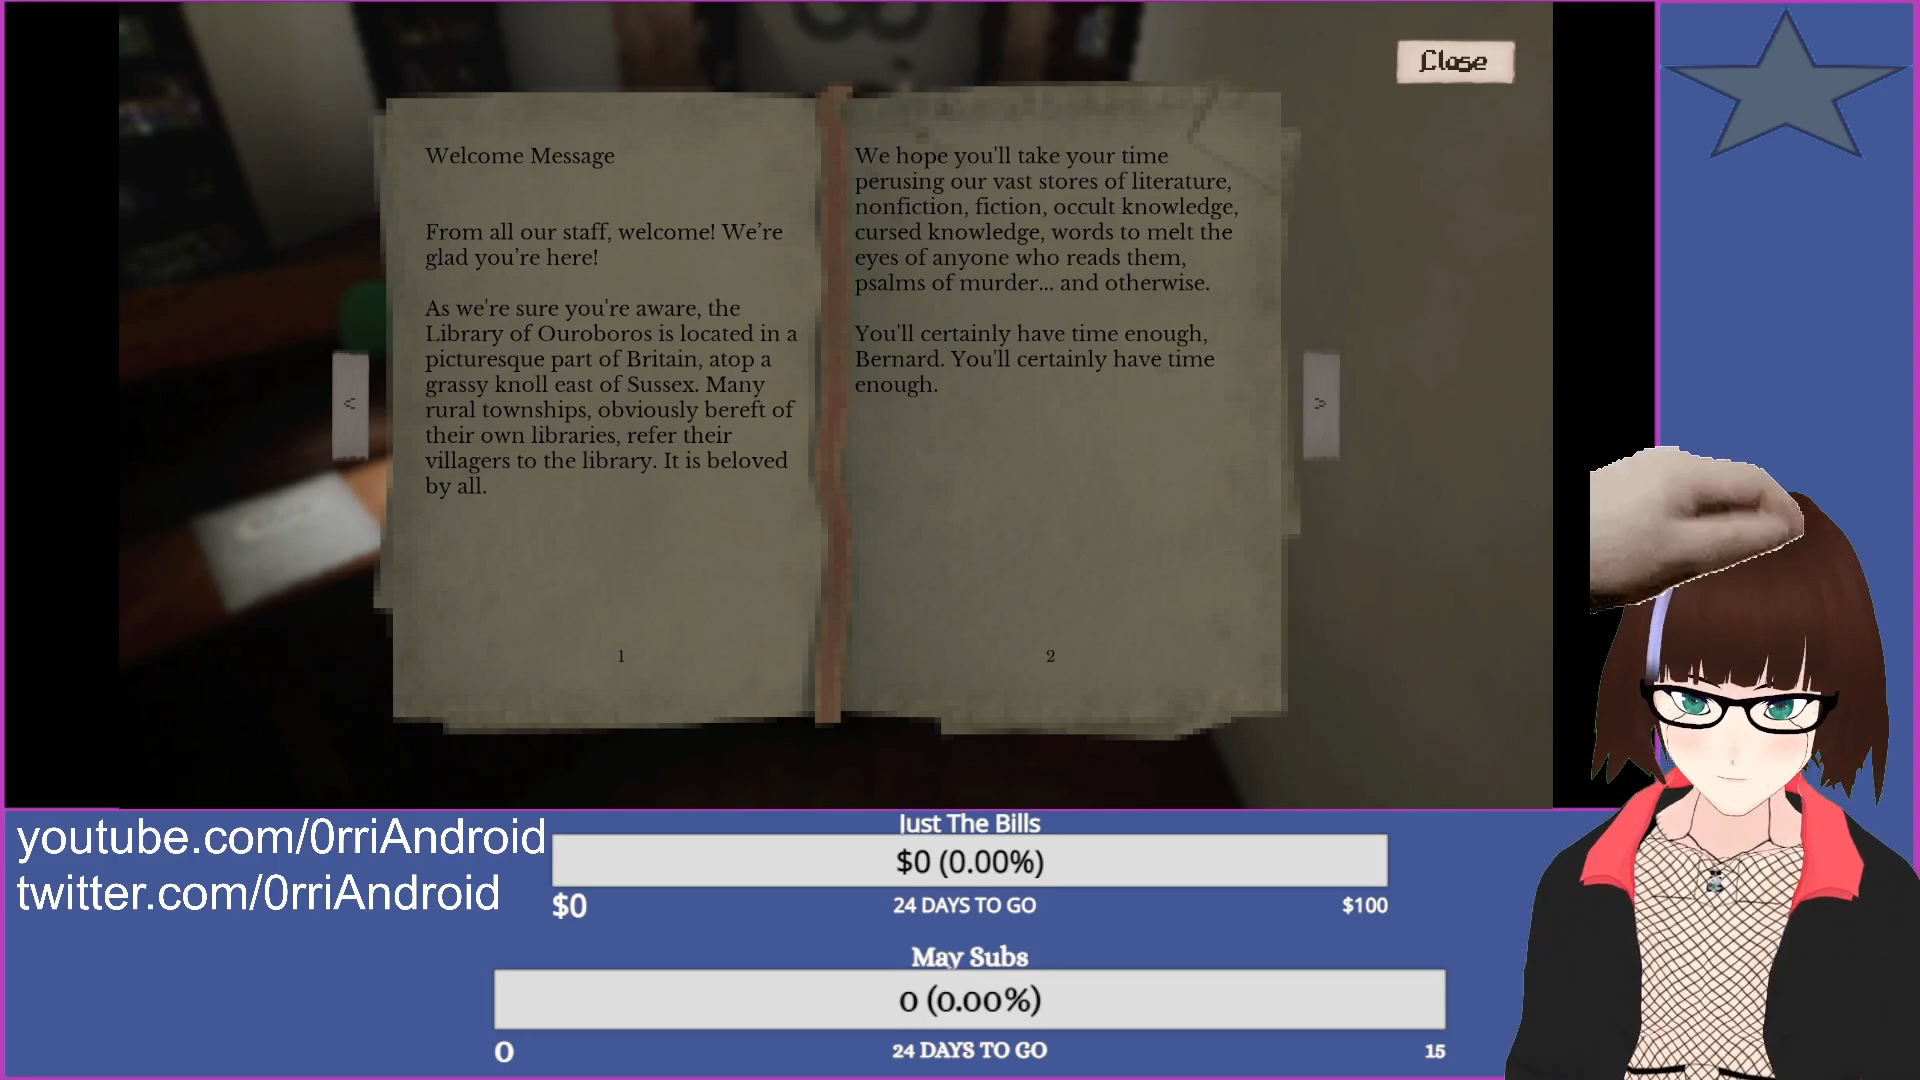 Close
Welcome Message
From all our staff, welcome! We’re
glad you’re here!
As we're sure you're aware, the
Library of Ouroboros is located in a
picturesque part of Britain, atop a
grassy knoll east of Sussex. Many
rural townships, obviously bereft of
their own libraries, refer their
villagers to the library. It is beloved
by all.
1
We hope you'll take your time
perusing our vast stores of literature,
nonfiction, fiction, occult knowledge,
cursed knowledge, words to melt the
eyes of anyone who reads them,
psalms of murder... and otherwise.
You'll certainly have time enough,
Bernard. You'll certainly have time
enough.
2
<
>
youtube.com/0rriAndroid
twitter.com/0rriAndroid
Just The Bills
$0 (0.00%)
$0
24 DAYS TO GO
$100
May Subs
0 (0.00%)
0
24 DAYS TO GO
15